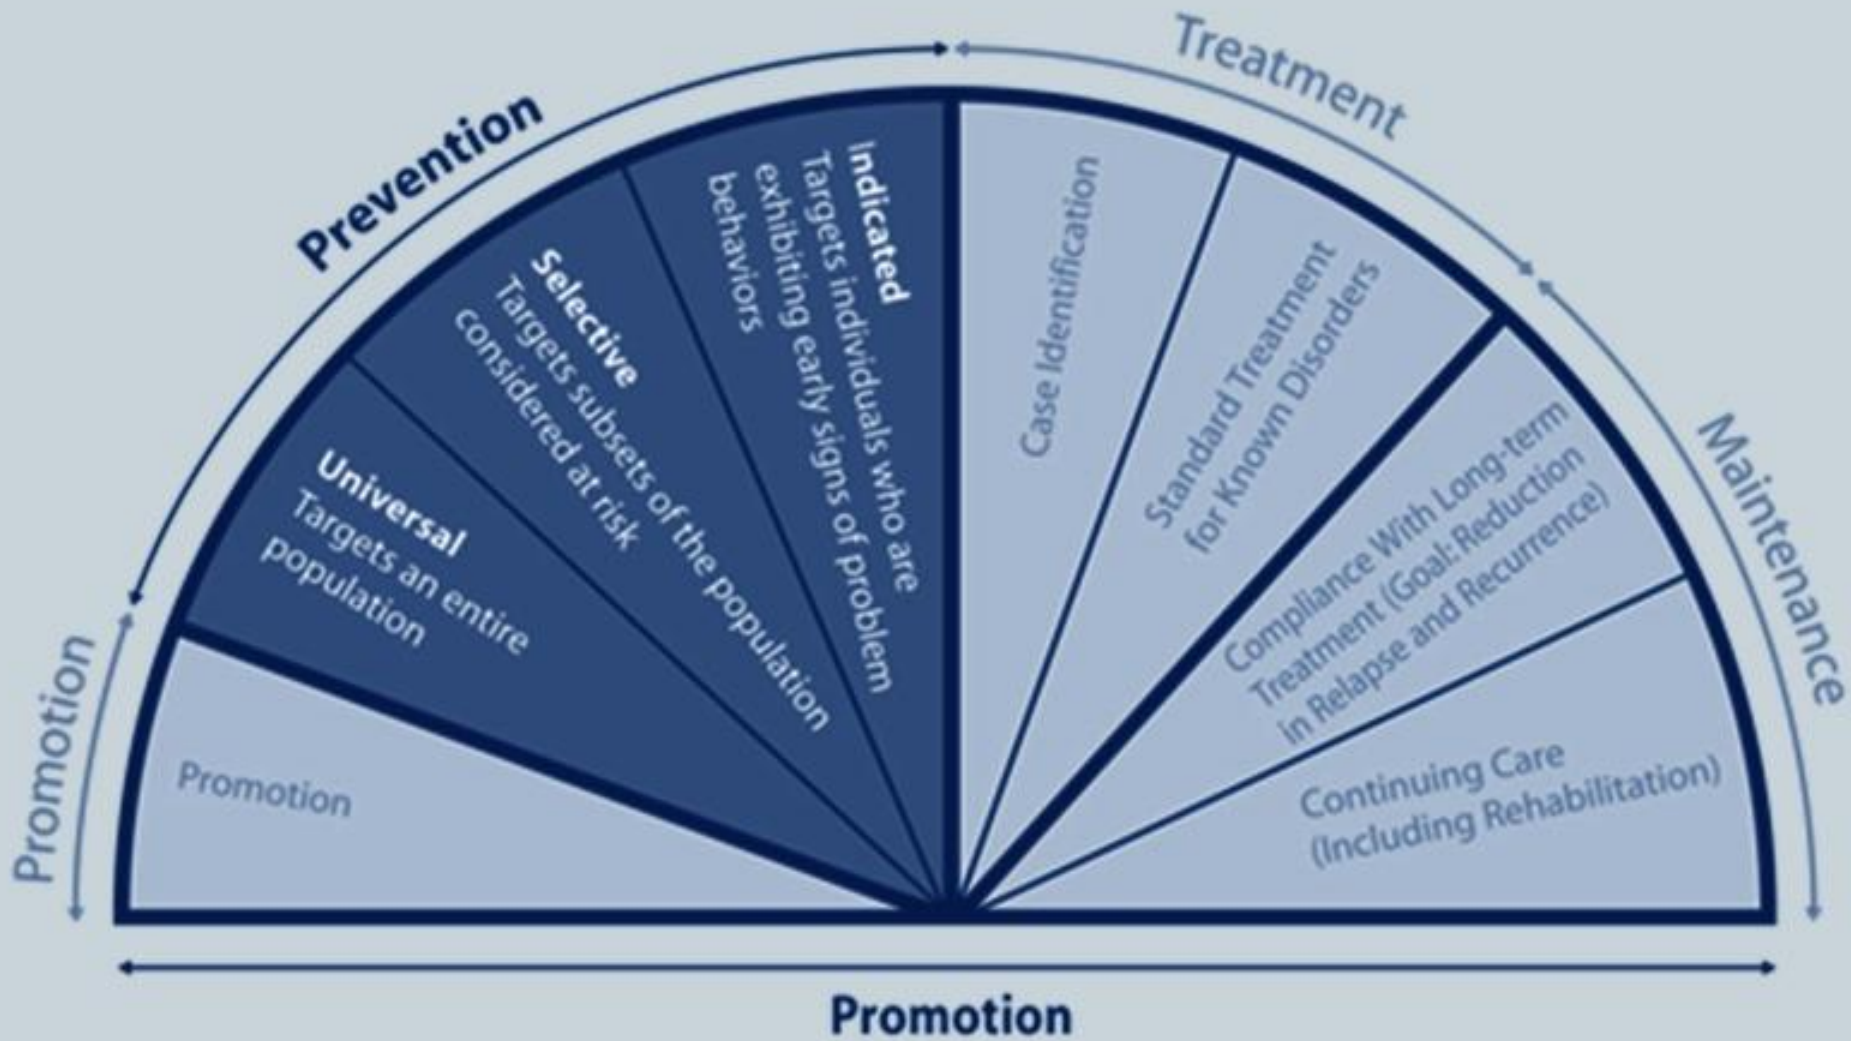 Promotion
Prevention
Treatment
Maintenance
Promotion
Universal
Targets an entire
population
Selective
Targets subsets of the population
considered at risk
Indicated
Targets individuals who are
exhibiting early signs of problem
behaviors
Case Identification
Standard Treatment
for Known Disorders
Compliance With Long-term
Treatment (Goal: Reduction
in Relapse and Recurrence)
Continuing Care
(Including Rehabilitation)
Promotion